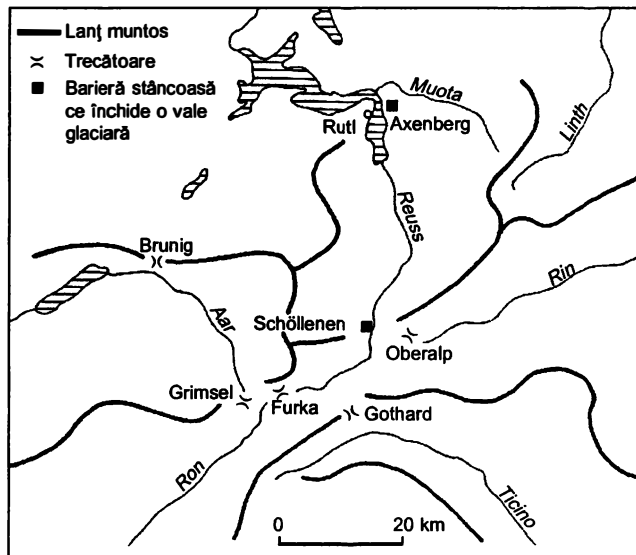 Lanţ muntos
Trecătoare
Barieră stâncoasă
ce închide o vale
glaciară
Muota
Linth
Rutl
Axenberg
Reuss
Brunig
Rin
Aar
Schöllenen
Oberalp
Grimsel
Furka
Gothard
Ron
Ticino
0
20 km